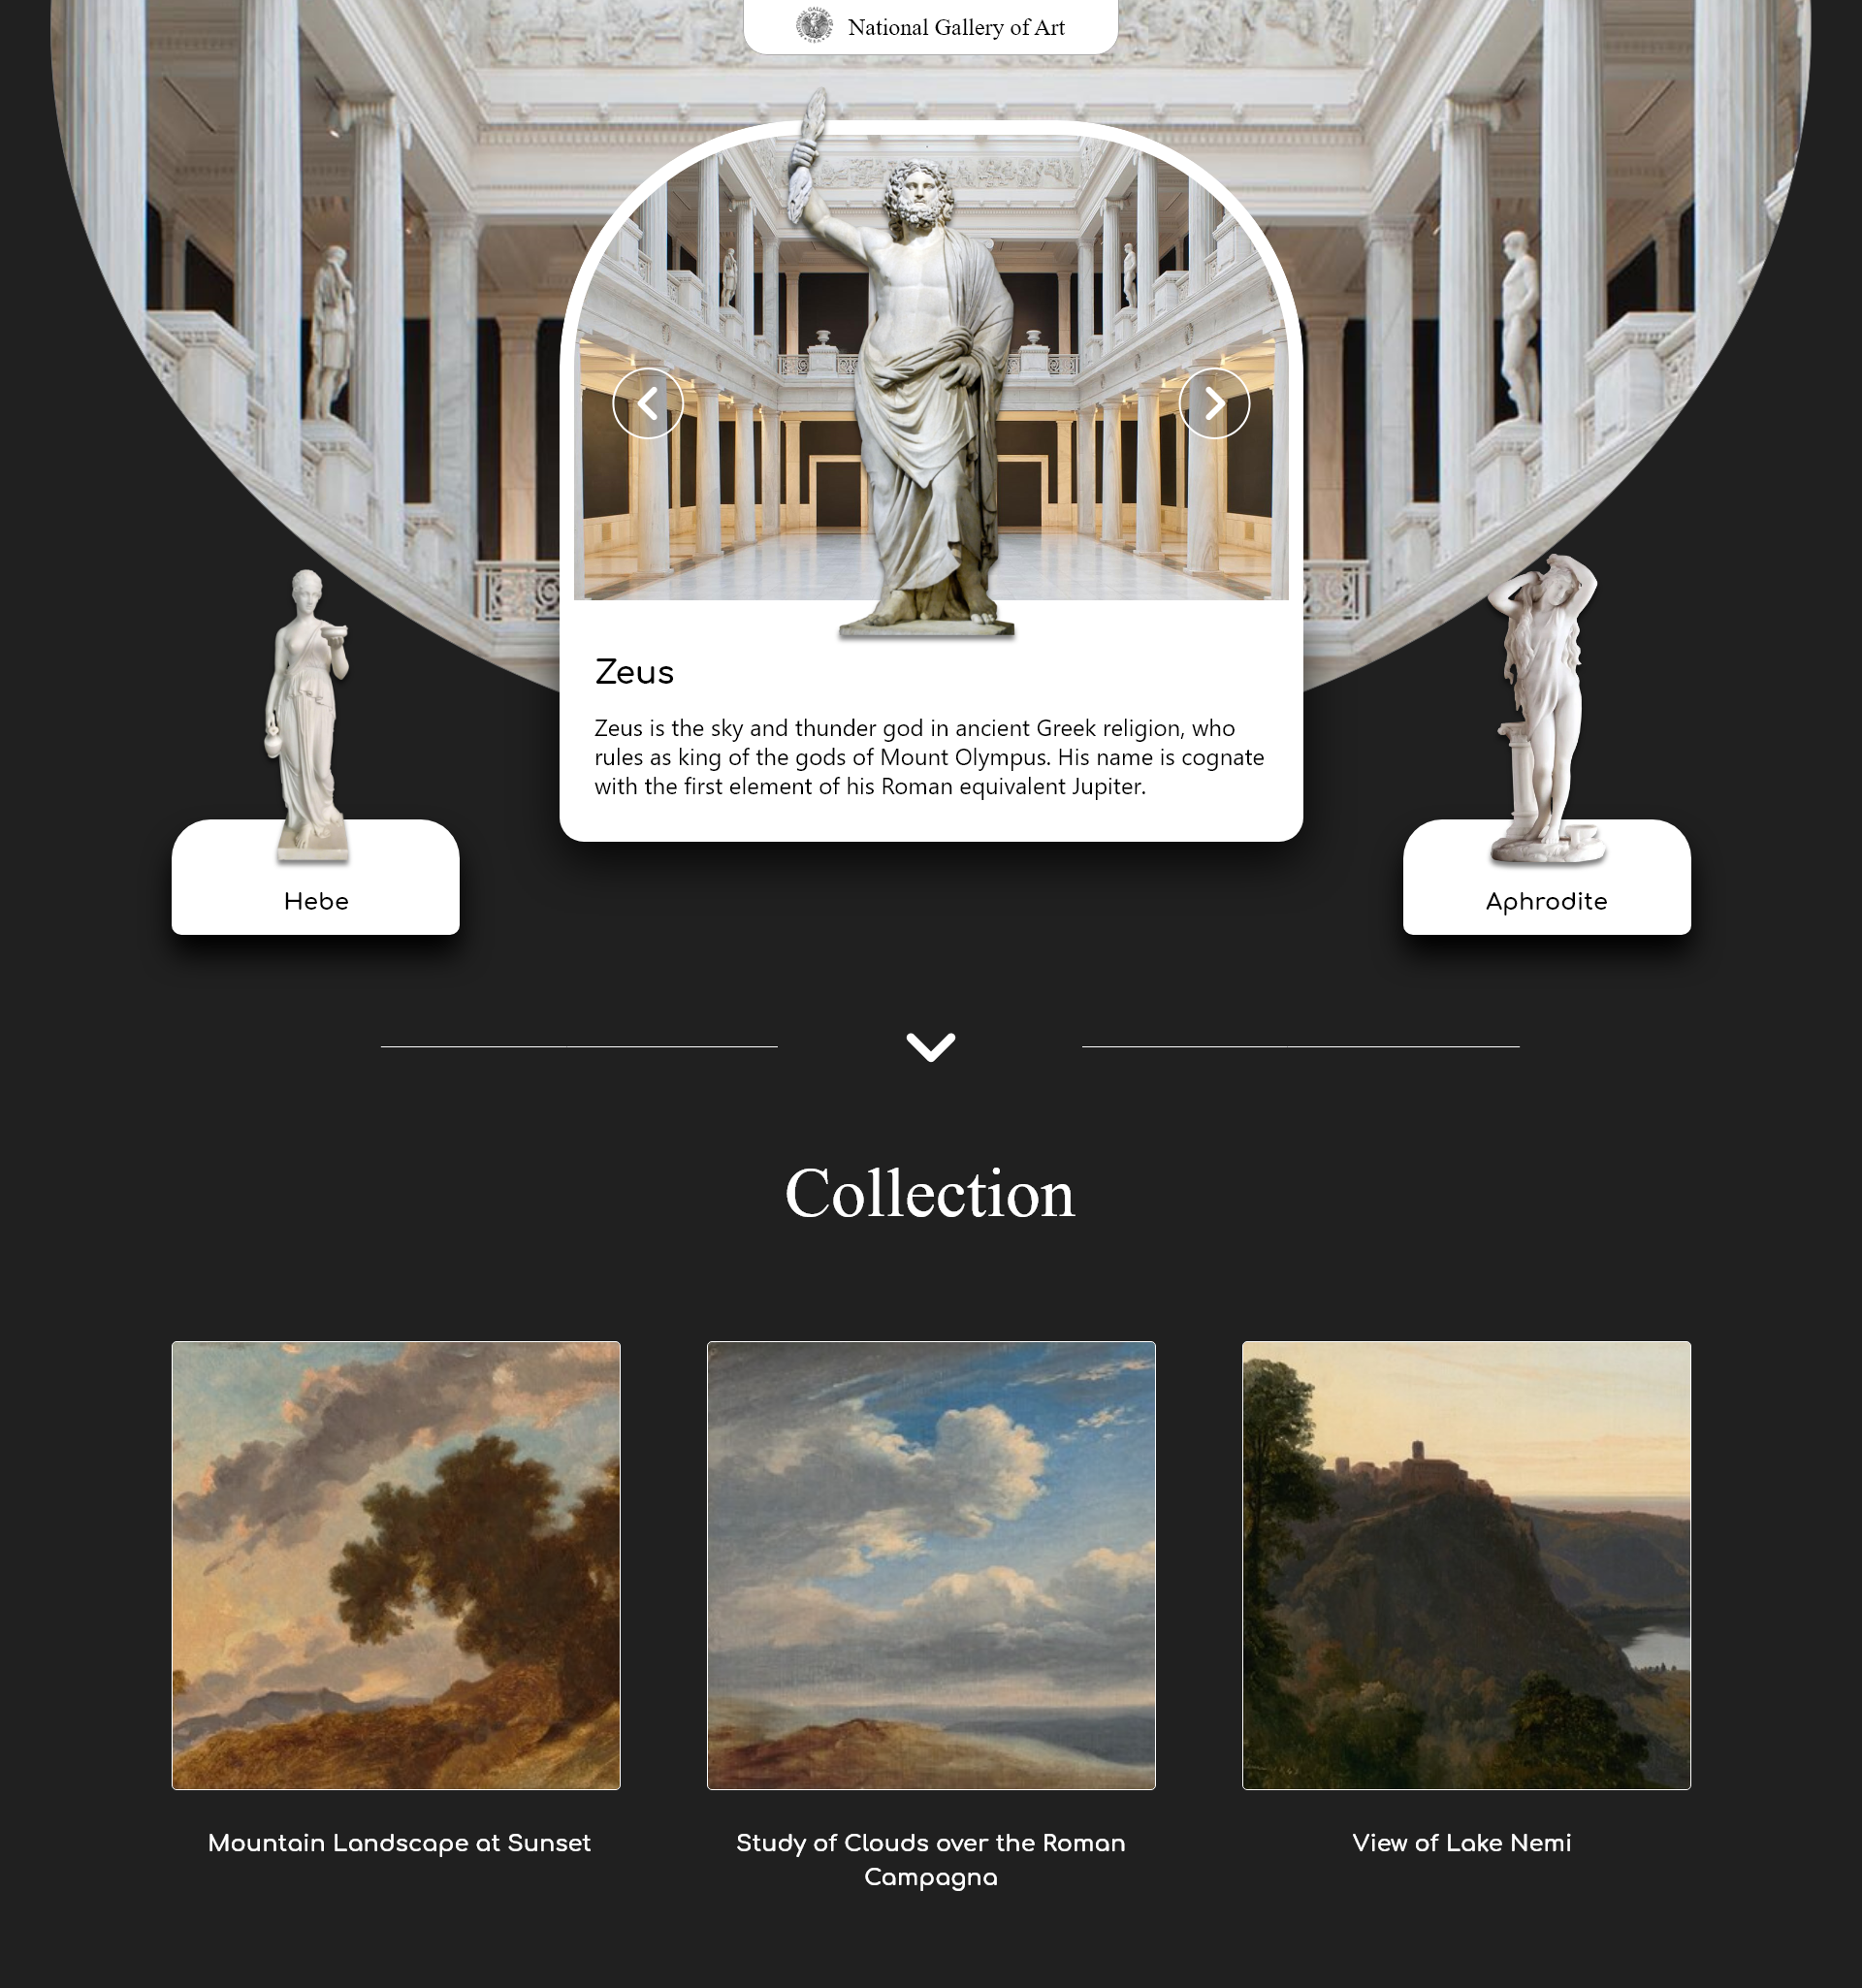 National Gallery of Art
Zeus
Zeus is the sky and thunder god in ancient Greek religion, who
rules as king of the gods of Mount Olympus. His name is cognate
with the first element of his Roman equivalent Jupiter.
Hebe
Aphrodite
Collection
Mountain Landscape at Sunset
Study of Clouds over the Roman
Campagna
View of Lake Nemi